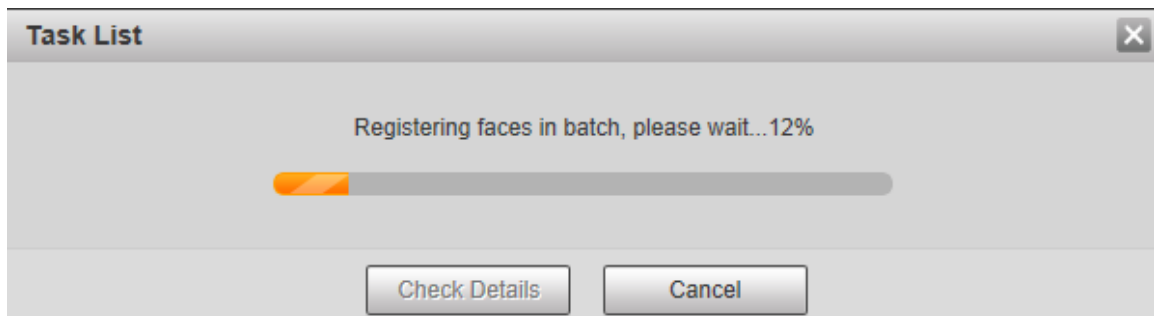 Task List
Registering faces in batch, please wait...12%
Check Details
Cancel